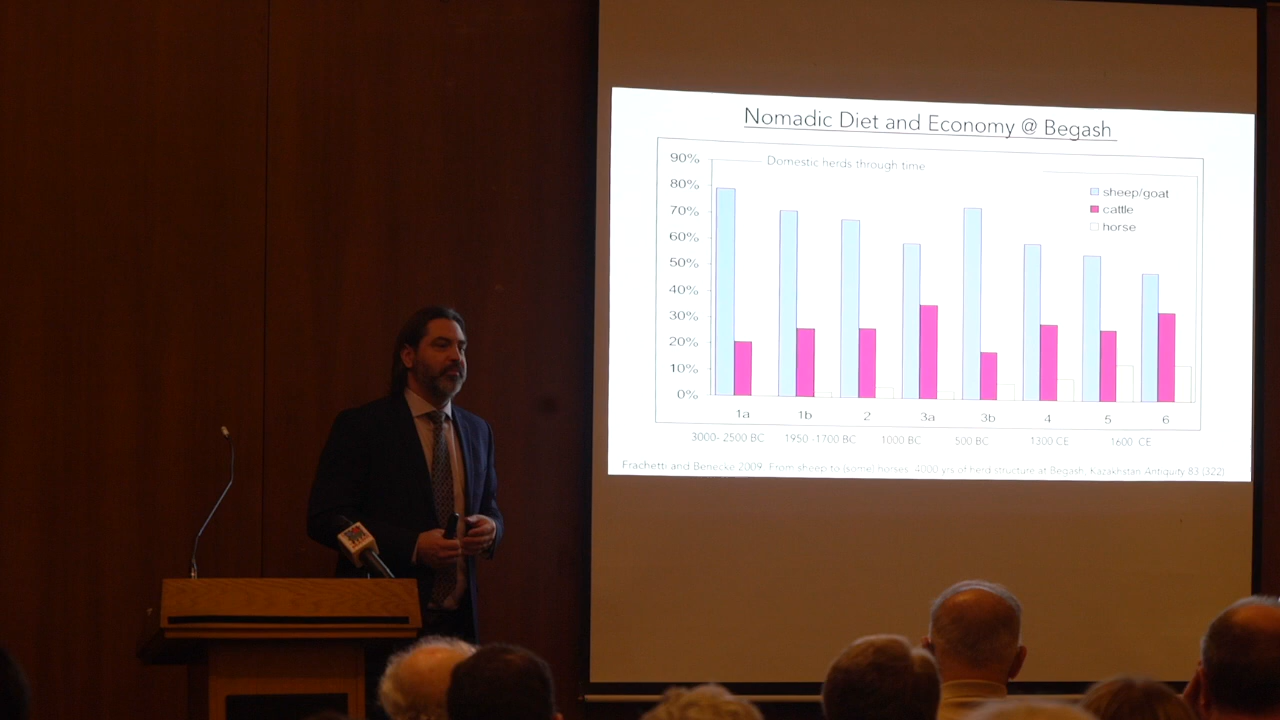 Nomadic Diet and Economy @ Begash
Domestic herds through time
90%
80%
70%
60%
50%
40%
30%
20%
10%
0%
sheep/goat
cattle
horse
1a 1b 2 3a 3b 4 5 6
3000- 2500 BC 1950 -1700 BC 1000 BC 500 BC 1300 CE 1600 CE
Frachetti and Benecke 2009. From sheep to (some) horses: 4000 yrs of herd structure at Begash, Kazakhstan Antiquity 83 (322)